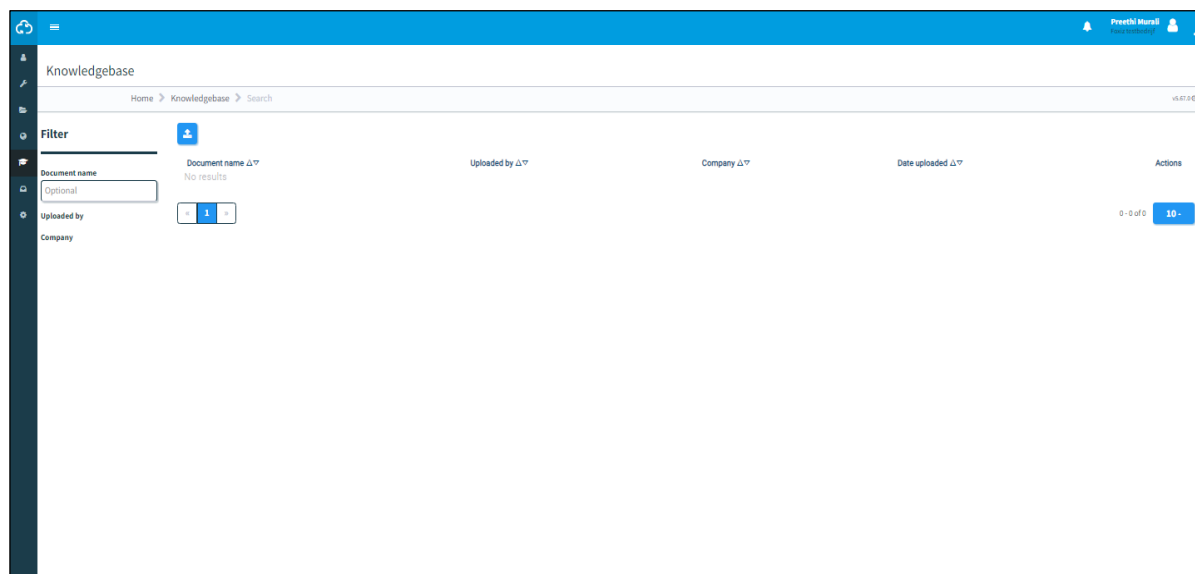 Preethi Murali
Knowledgebase
Home Knowledgebase Search
Filter
Document name Uploaded by Company Date uploaded Actions
No results
Document name
Optional
Uploaded by
Company
« 1 »
0 - 0 of 0 10 -